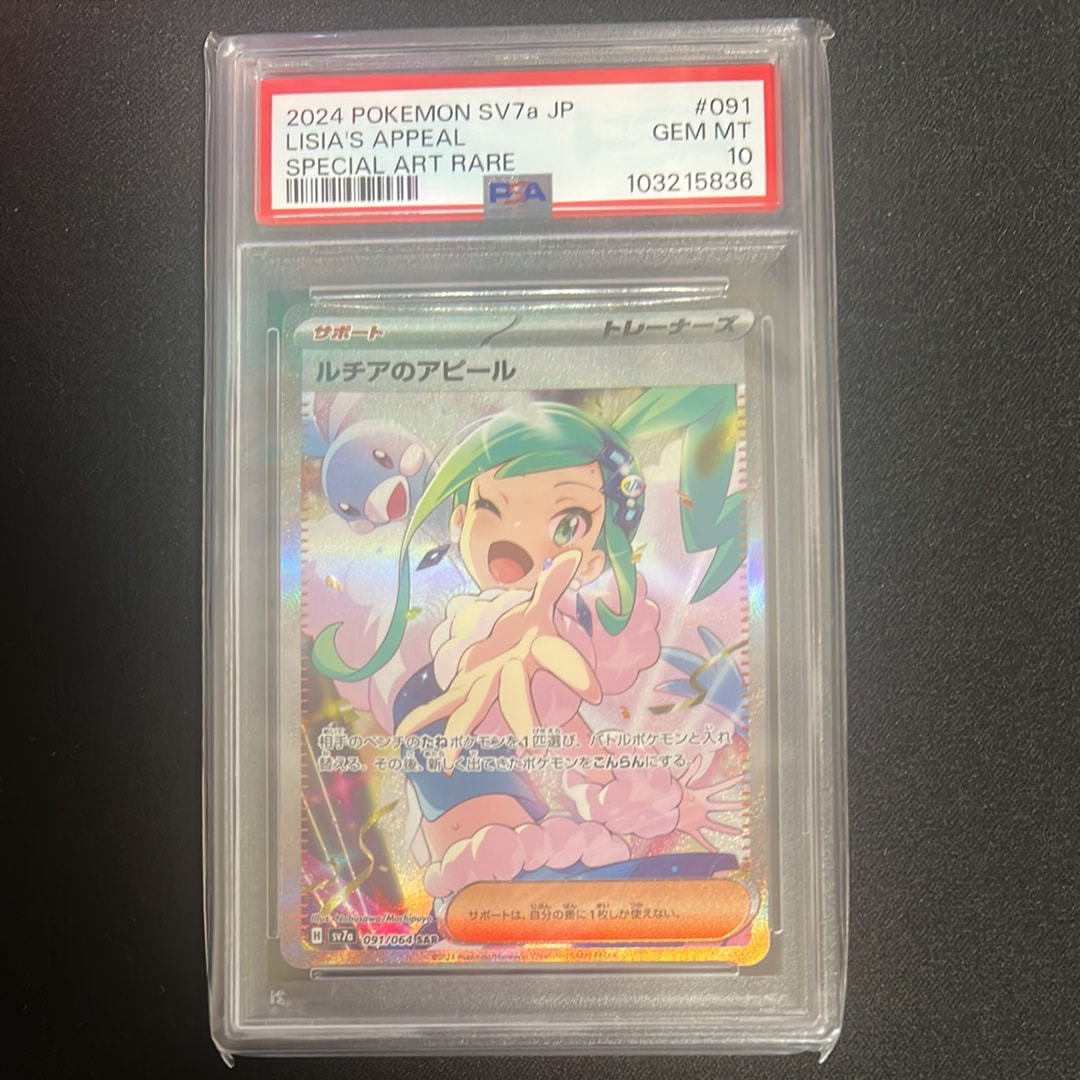 2024 POKEMON SV7a JP #091
LISIA'S APPEAL GEM MT
SPECIAL ART RARE 10
PSA 103215836
サポート トレーナーズ
ルチアのアピール
相手のベンチのたねポケモンを1匹選び、バトルポケモンと入れ
替える。その後、新しく出てきたポケモンをこんらんにする。
サポートは、自分の番に1枚しか使えない。
Illus. Nobusawa/Mochipuyo
H sv7a 091/064 SAR